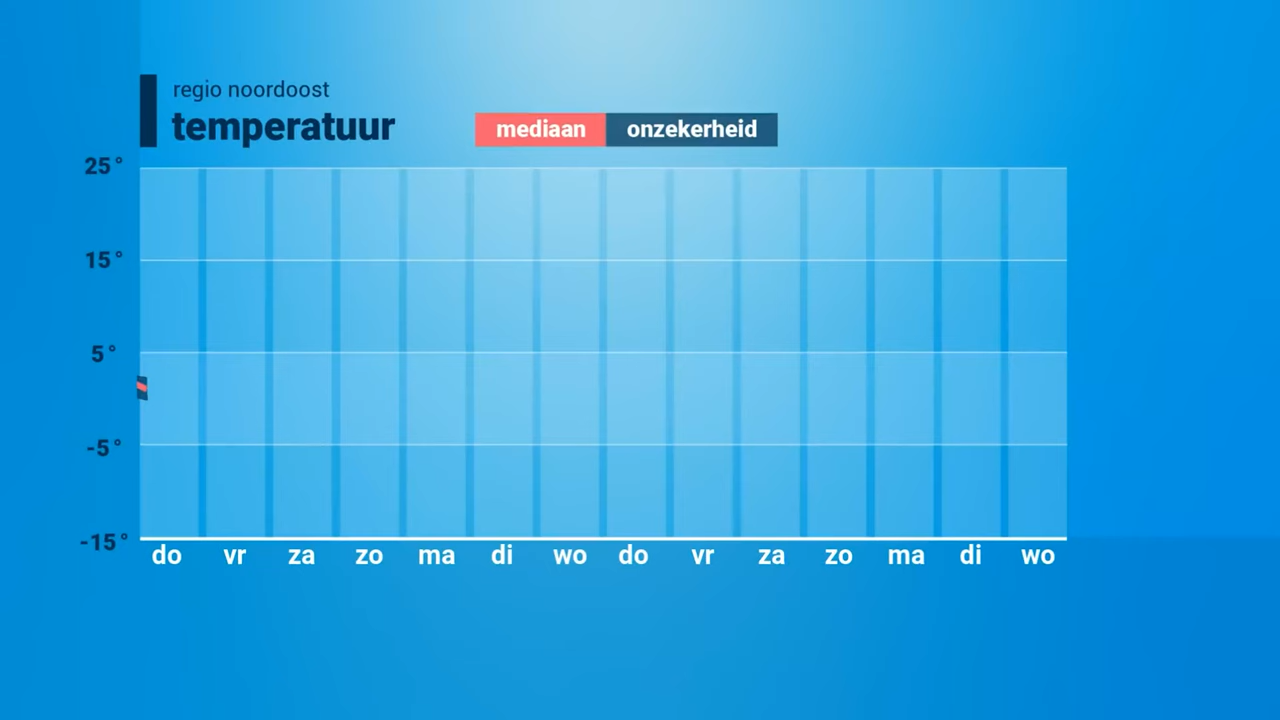 regio noordoost
temperatuur
mediaan onzekerheid
25°
15°
5°
-5°
-15°
do vr za zo ma di wo do vr za zo ma di wo